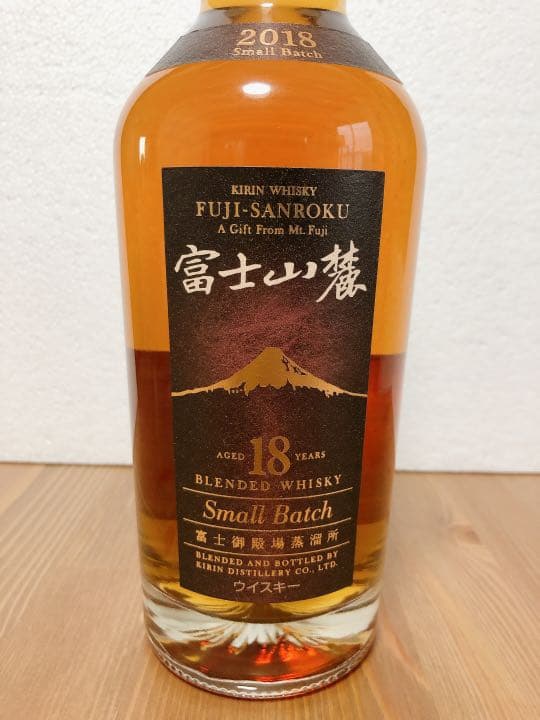 2018
Small Batch
KIRIN WHISKY
FUJI-SANROKU
A Gift From Mt. Fuji
富士山麓
AGED 18 YEARS
BLENDED WHISKY
Small Batch
富士御殿場蒸溜所
BLENDED AND BOTTLED BY
KIRIN DISTILLERY CO., LTD.
ウイスキー